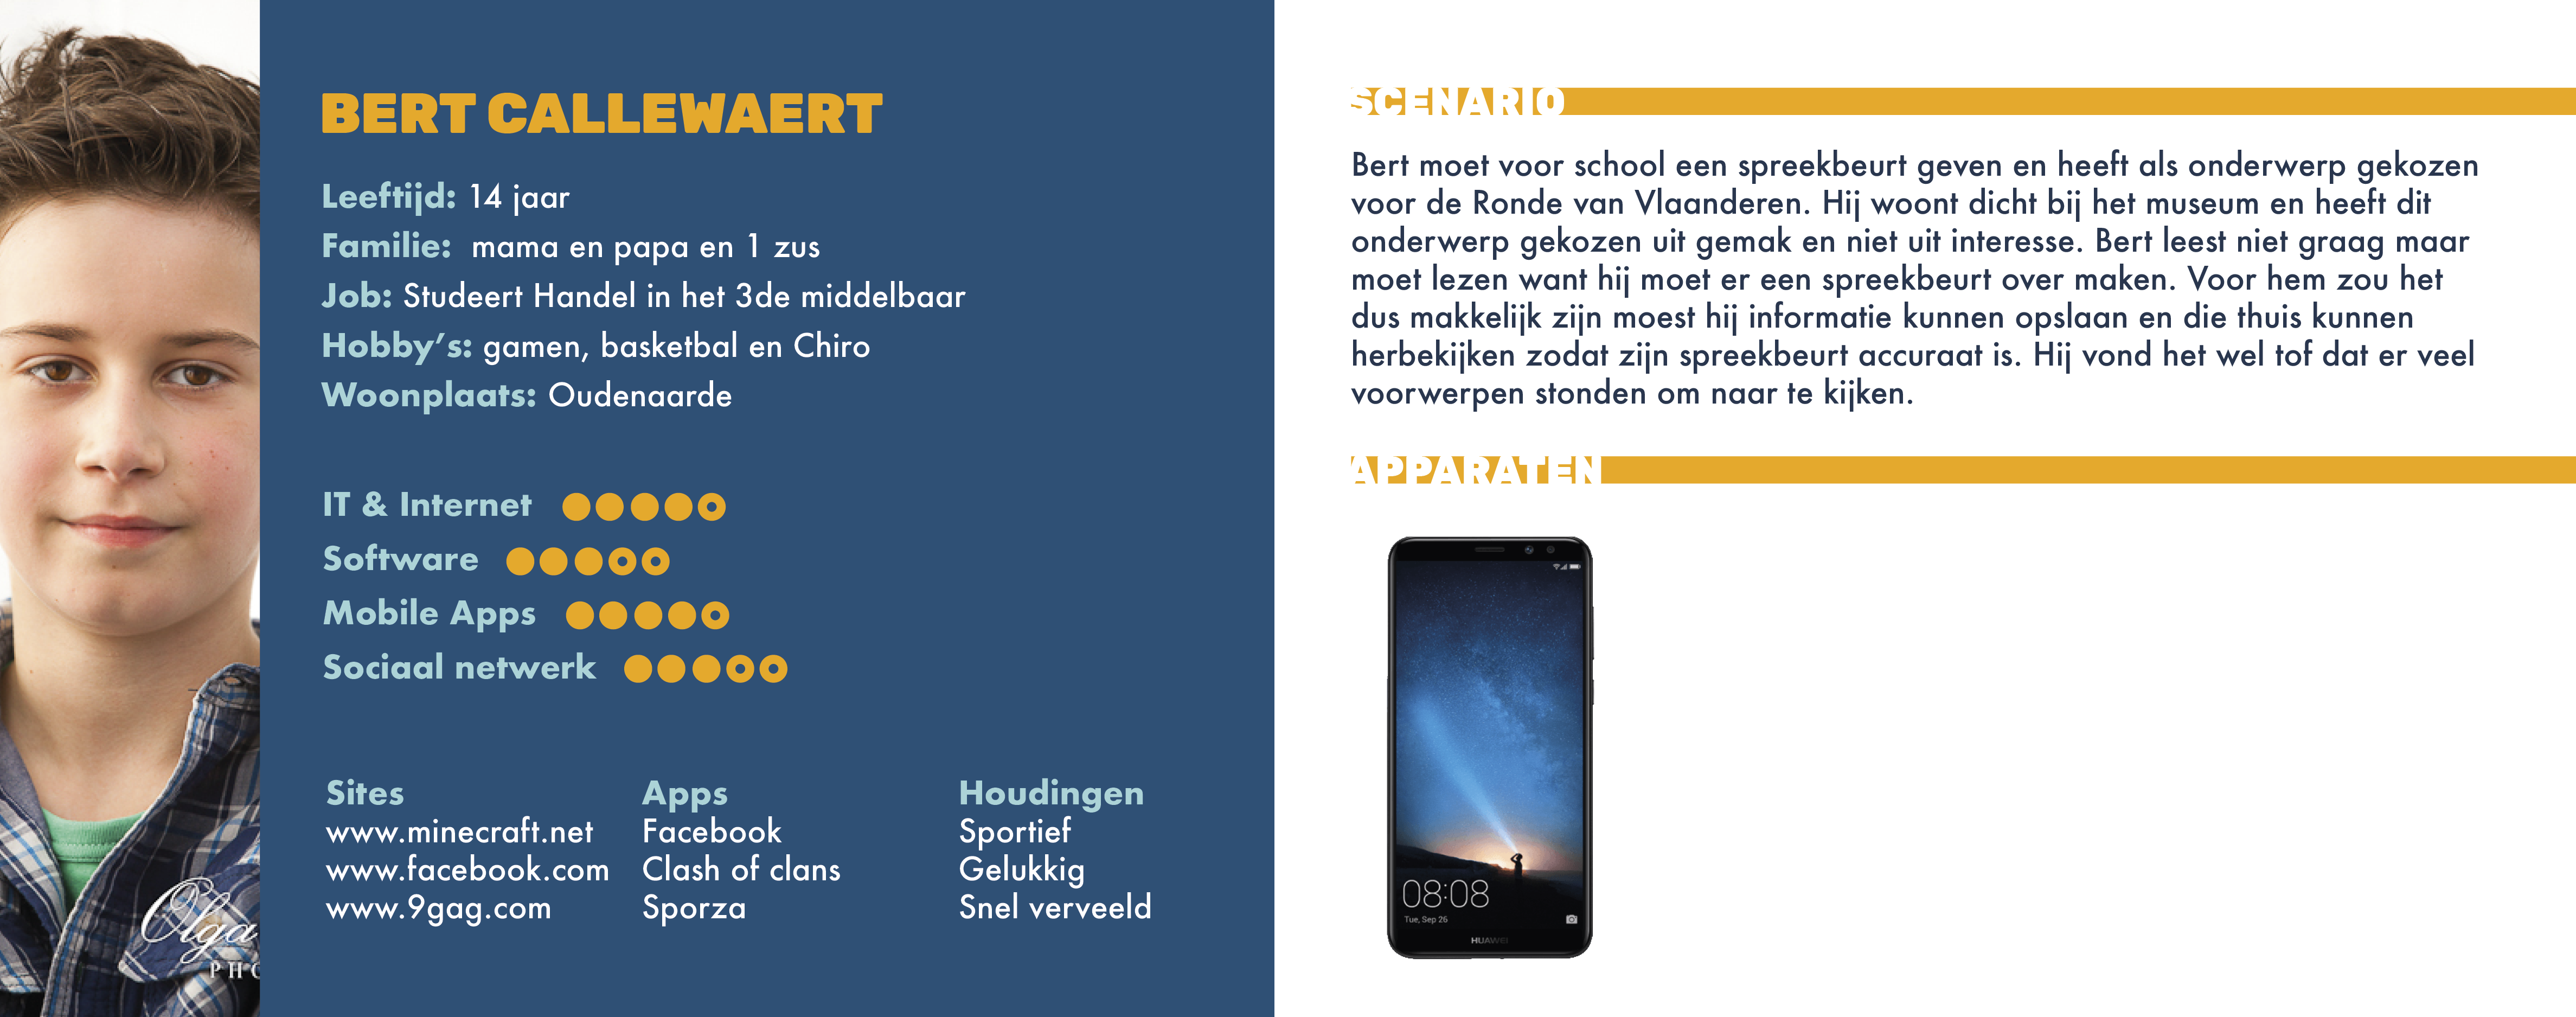 BERT CALLEWAERT
Leeftijd: 14 jaar
Familie: mama en papa en 1 zus
Job: Studeert Handel in het 3de middelbaar
Hobby's: gamen, basketbal en Chiro
Woonplaats: Oudenaarde
IT & Internet
Software
Mobile Apps
Sociaal netwerk
Sites
www.minecraft.net
www.facebook.com
www.9gag.com
Apps
Facebook
Clash of clans
Sporza
Houdingen
Sportief
Gelukkig
Snel verveeld
SCENARIO
Bert moet voor school een spreekbeurt geven en heeft als onderwerp gekozen
voor de Ronde van Vlaanderen. Hij woont dicht bij het museum en heeft dit
onderwerp gekozen uit gemak en niet uit interesse. Bert leest niet graag maar
moet lezen want hij moet er een spreekbeurt over maken. Voor hem zou het
dus makkelijk zijn moest hij informatie kunnen opslaan en die thuis kunnen
herbekijken zodat zijn spreekbeurt accuraat is. Hij vond het wel tof dat er veel
voorwerpen stonden om naar te kijken.
APPARATEN
08:08
Tue, Sep 26
HUAWEI
Olga
PHO